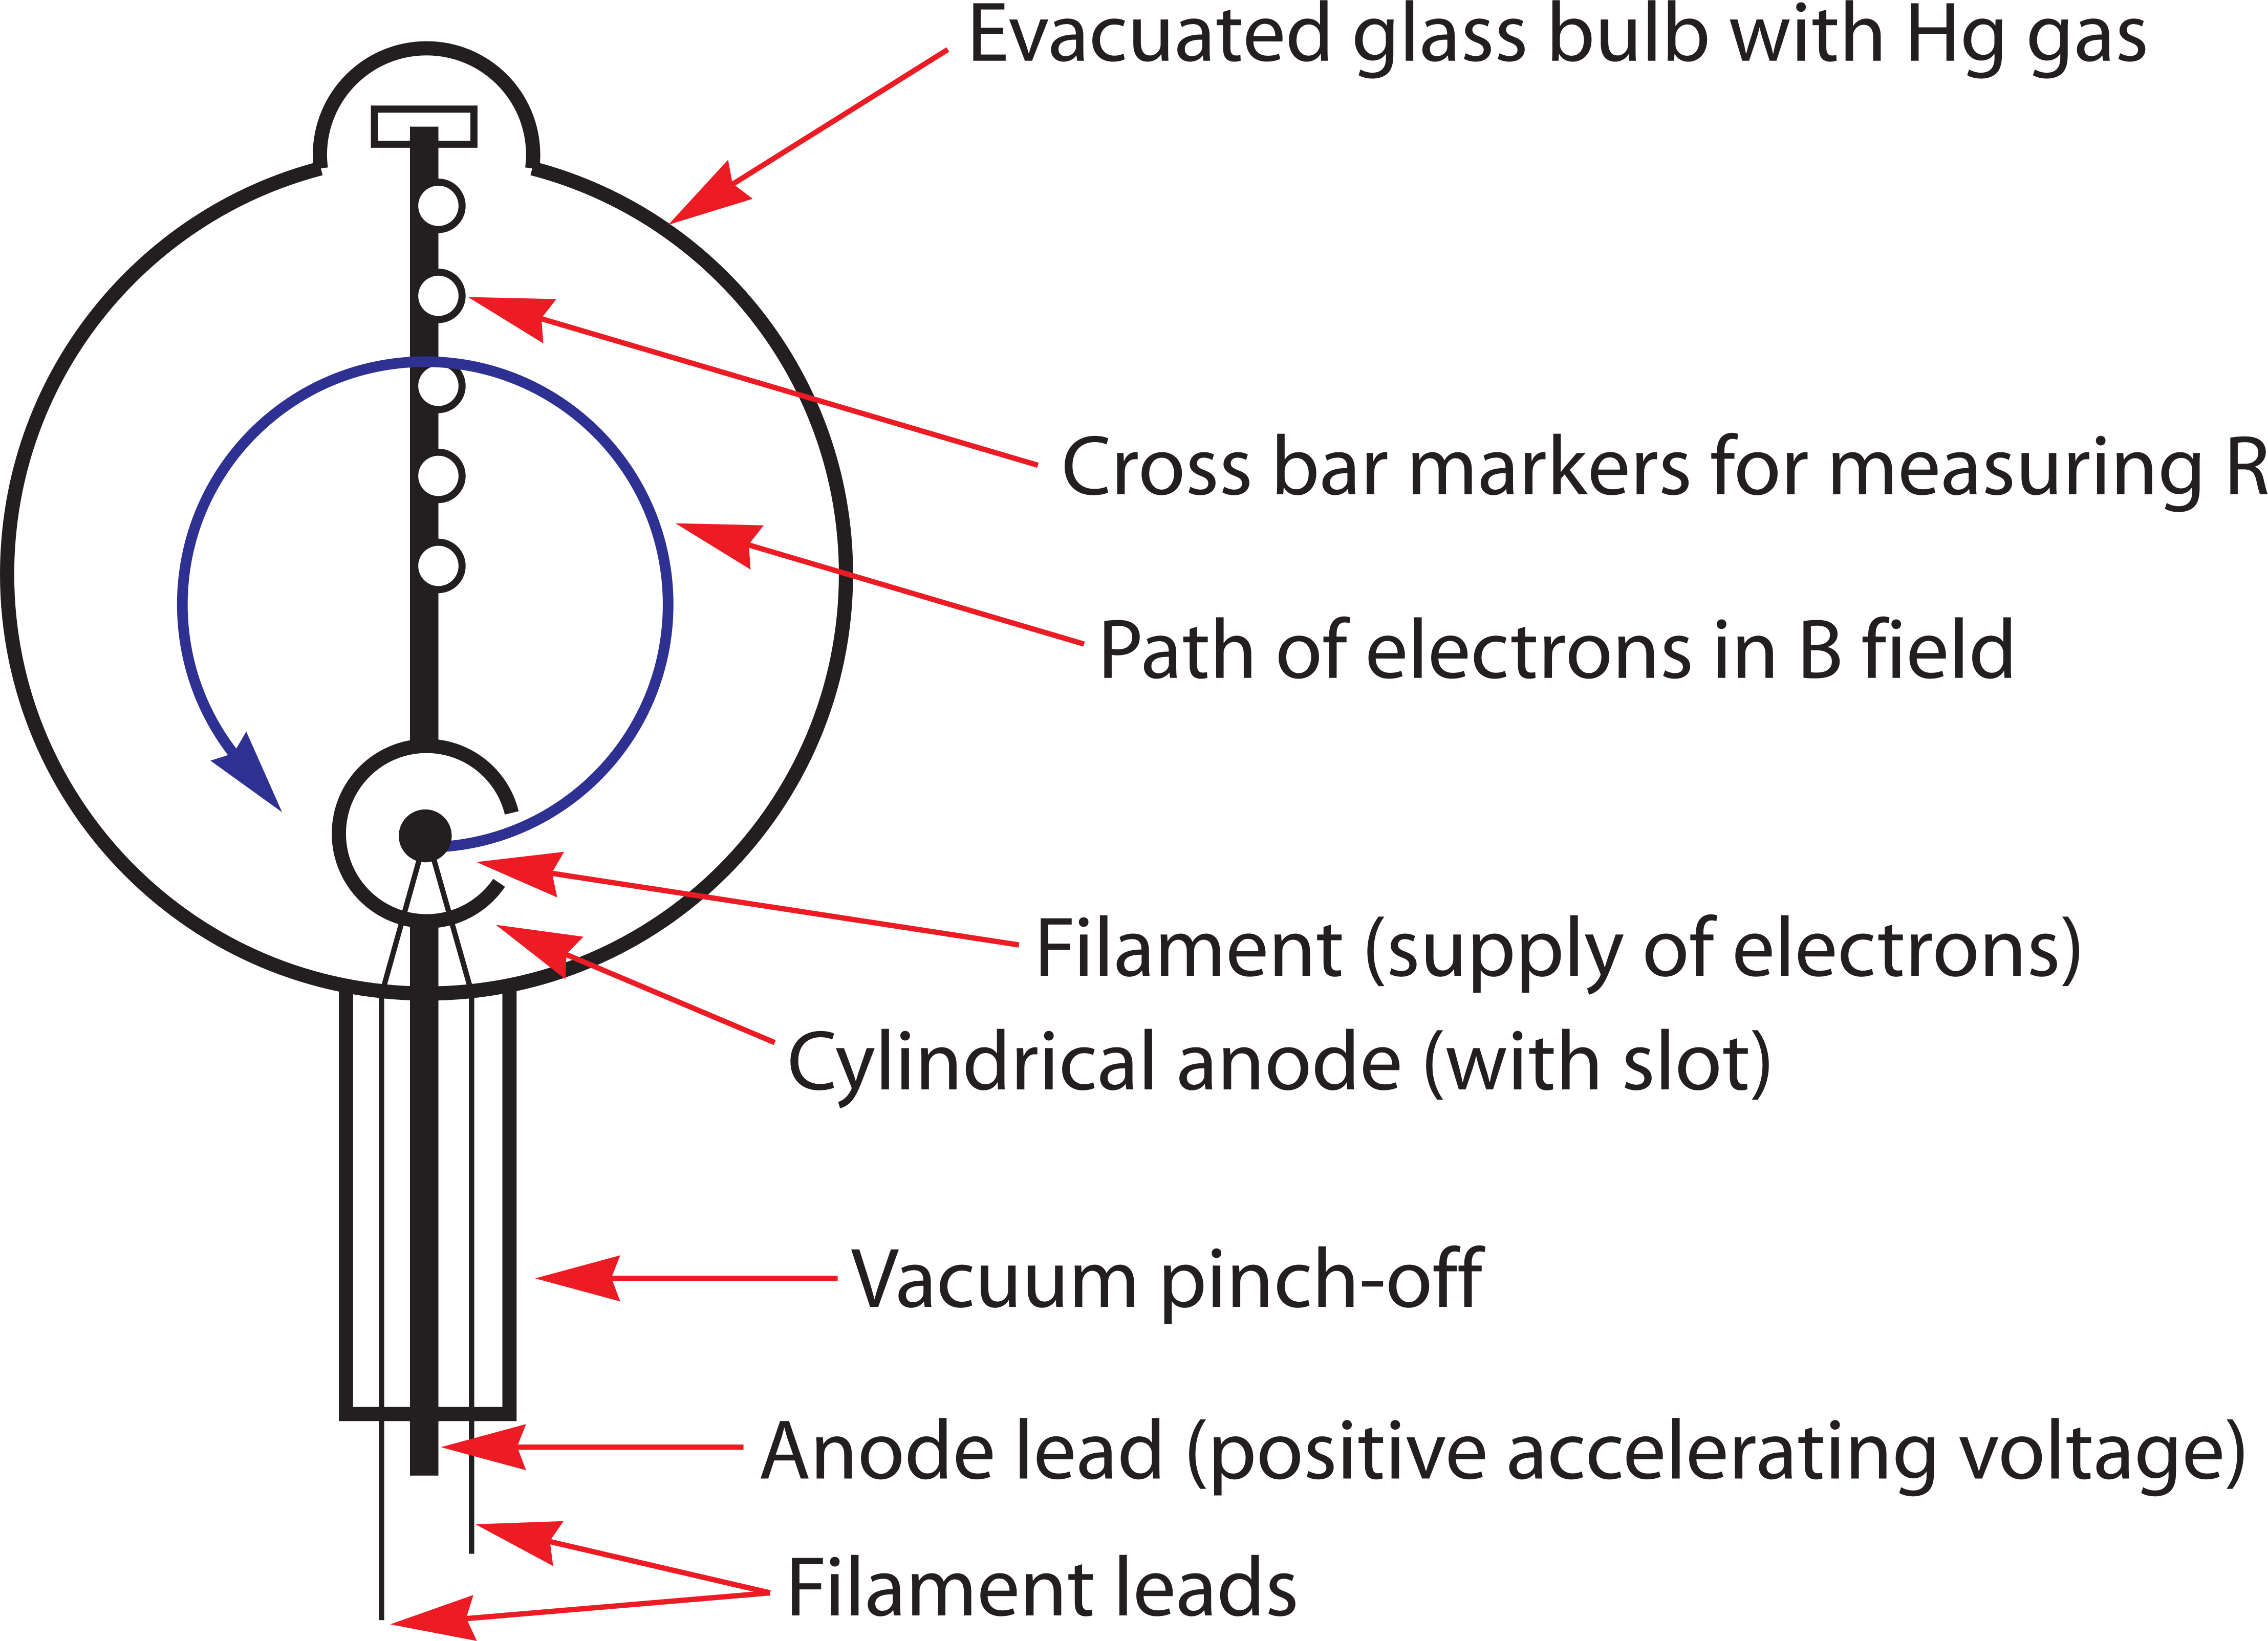 Evacuated glass bulb with Hg gas
Cross bar markers for measuring R
Path of electrons in B field
Filament (supply of electrons)
Cylindrical anode (with slot)
Vacuum pinch-off
Anode lead (positive accelerating voltage)
Filament leads